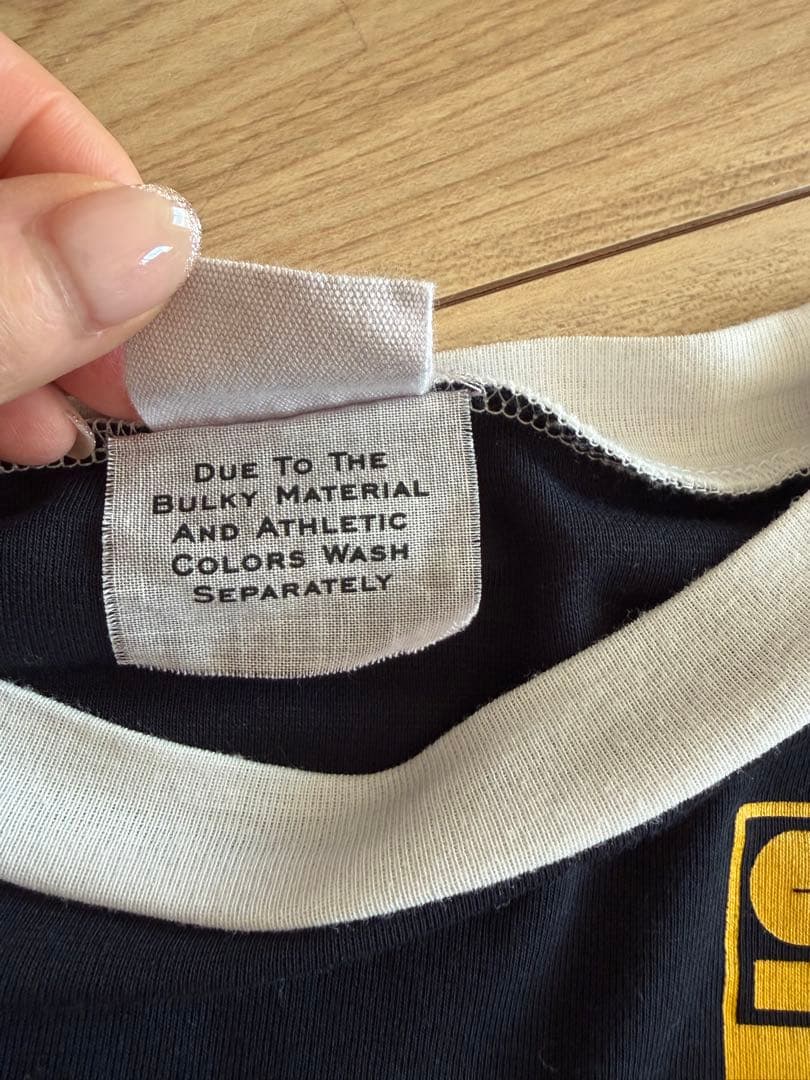 Due To The
Bulky Material
And Athletic
Colors Wash
Separately